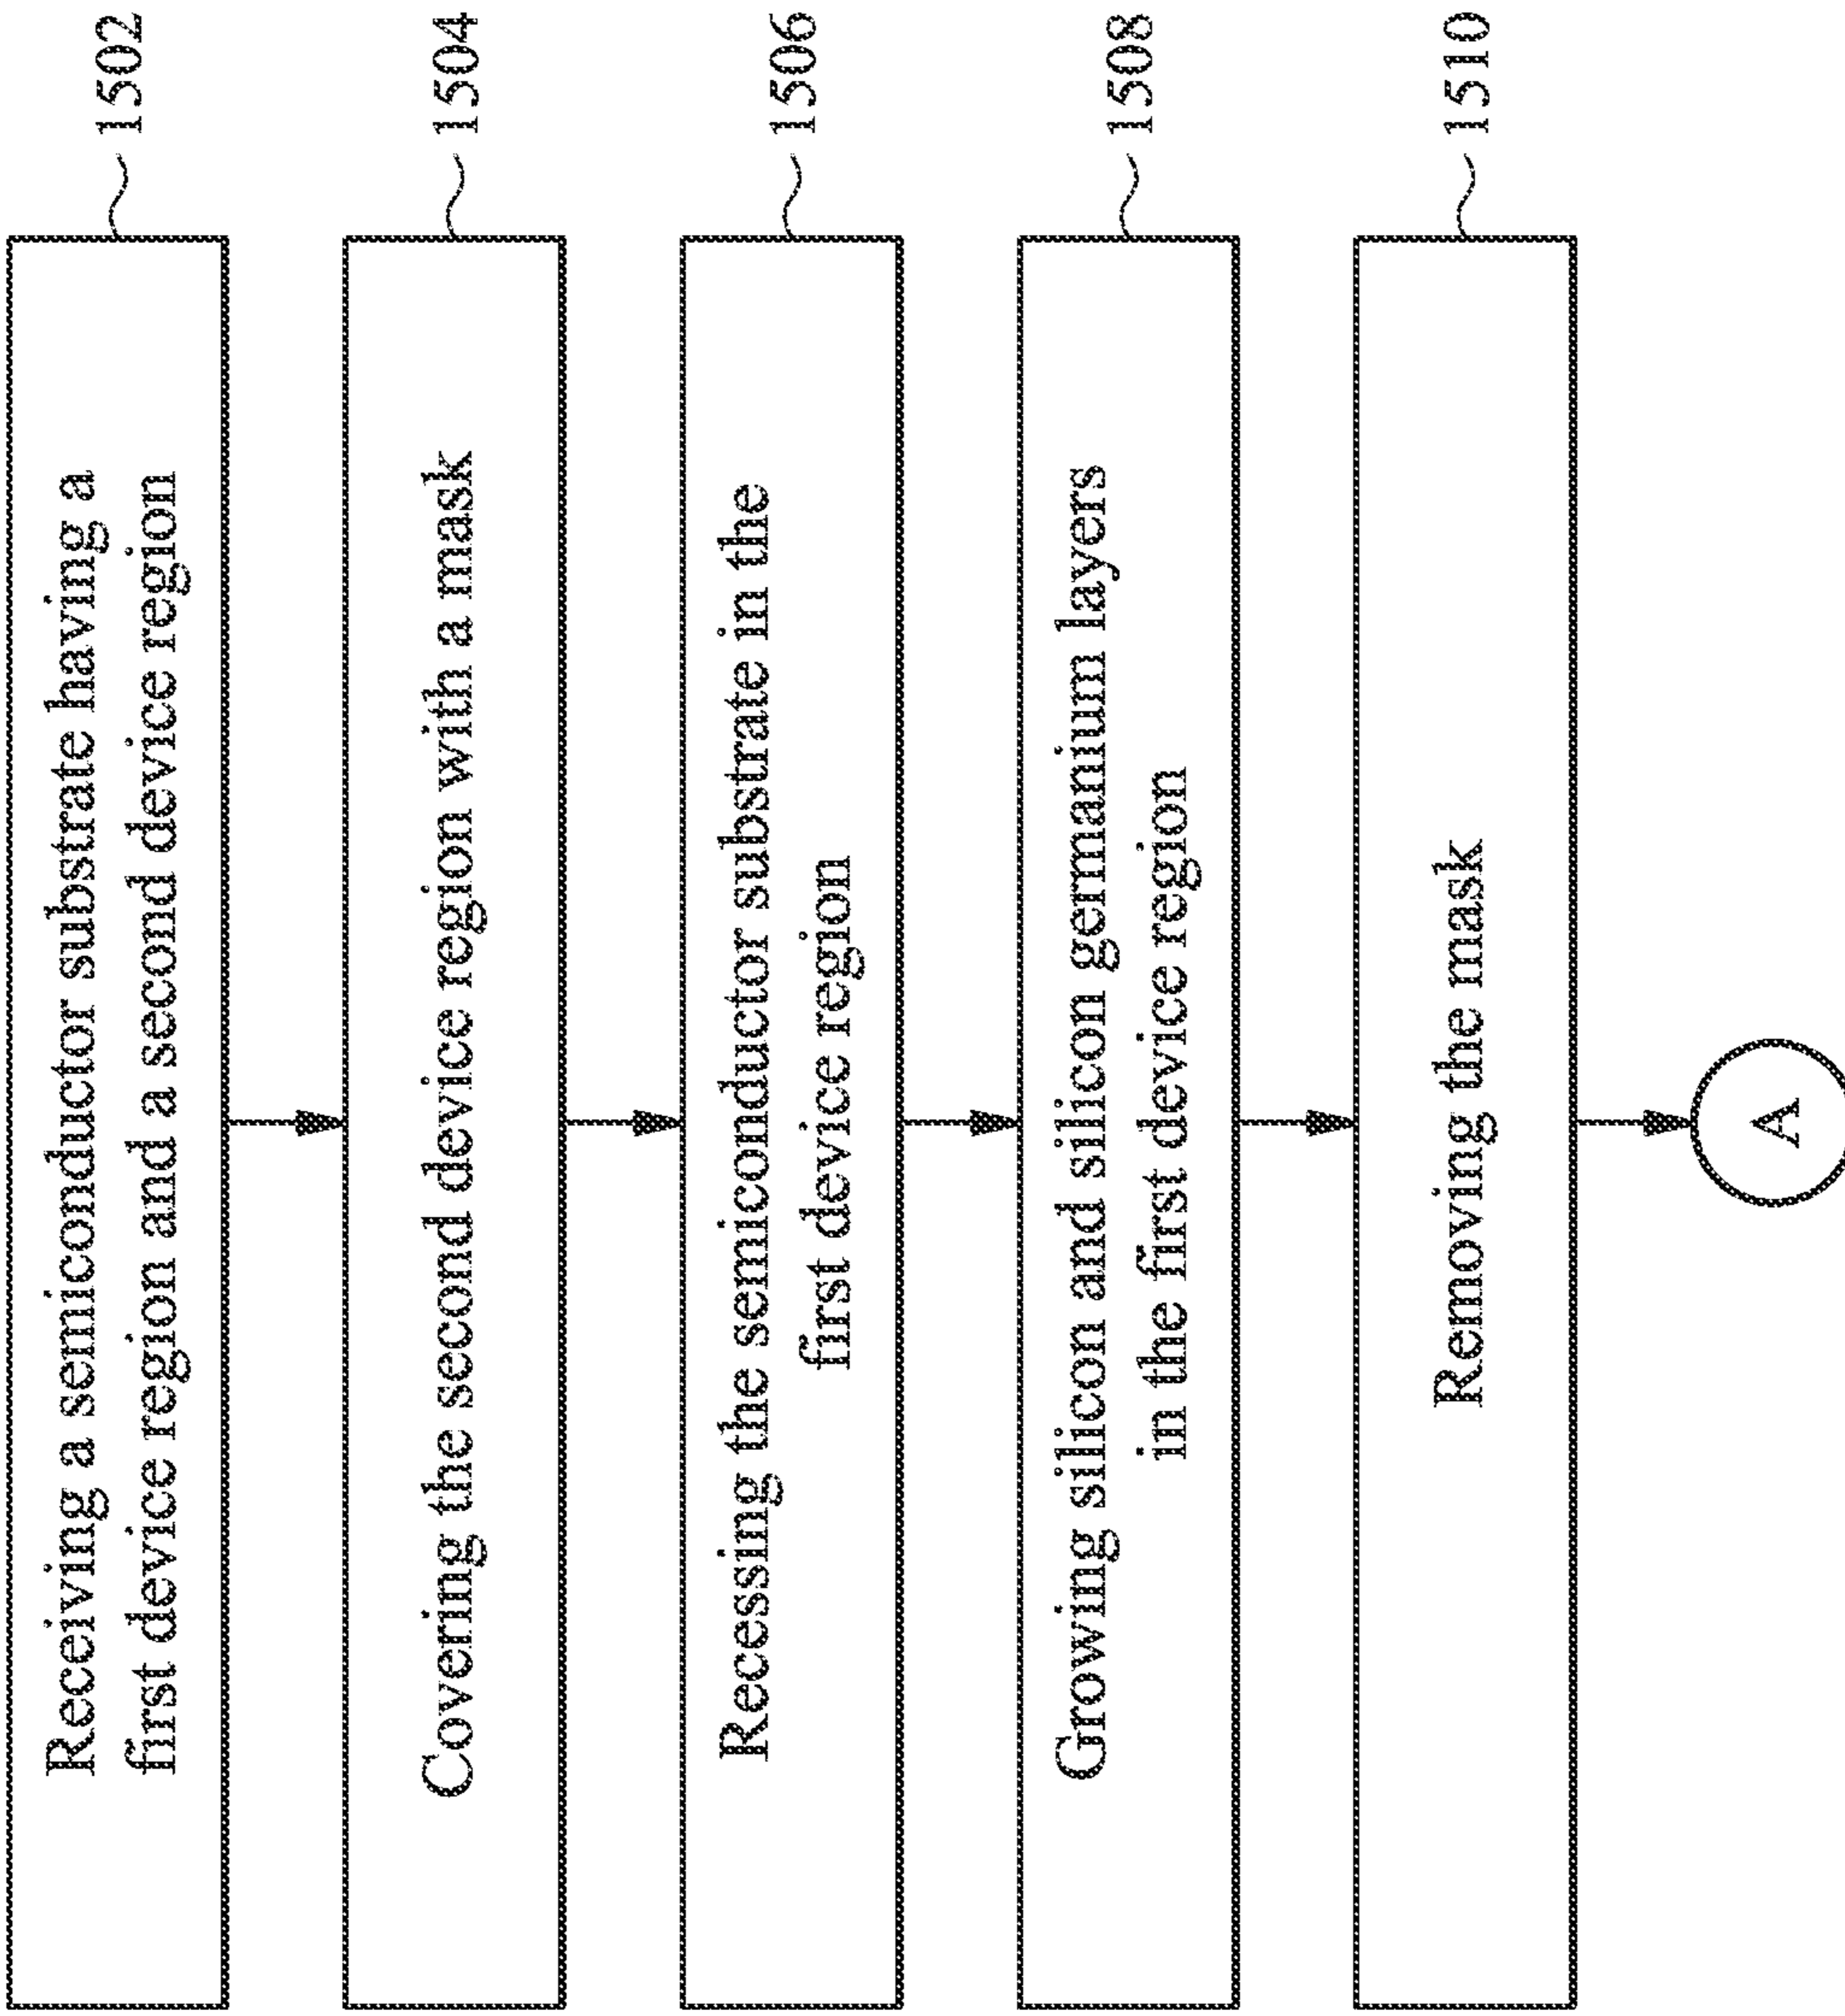 Receiving a semiconductor substrate having a
first device region and a second device region
1502
Covering the second device region with a mask
1504
Recessing the semiconductor substrate in the
first device region
1506
Growing silicon and silicon germanium layers
in the first device region
1508
Removing the mask
1510
A